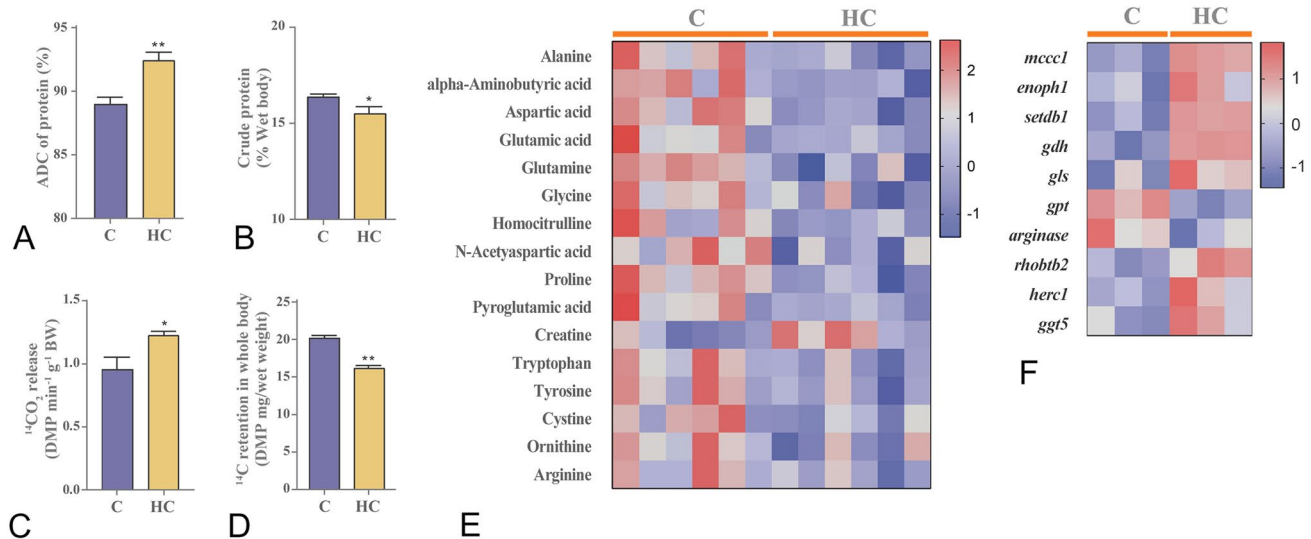 95
90
85
80
ADC of protein (%)
**
C HC
A
20
15
10
Crude protein
(% Wet body)
*
C HC
B
1.5
1.0
0.5
0.0
¹⁴CO₂ release
(DMP min⁻¹ g⁻¹ BW)
*
C HC
C
25
20
15
10
5
0
¹⁴C retention in whole body
(DMP mg/wet weight)
**
C HC
D
C HC
Alanine
alpha-Aminobutyric acid
Aspartic acid
Glutamic acid
Glutamine
Glycine
Homocitrulline
N-Acetyaspartic acid
Proline
Pyroglutamic acid
Creatine
Tryptophan
Tyrosine
Cystine
Ornithine
Arginine
2
1
0
-1
E
C HC
mccc1
enoph1
setdb1
gdh
gls
gpt
arginase
rhobtb2
herc1
ggt5
1
0
-1
F